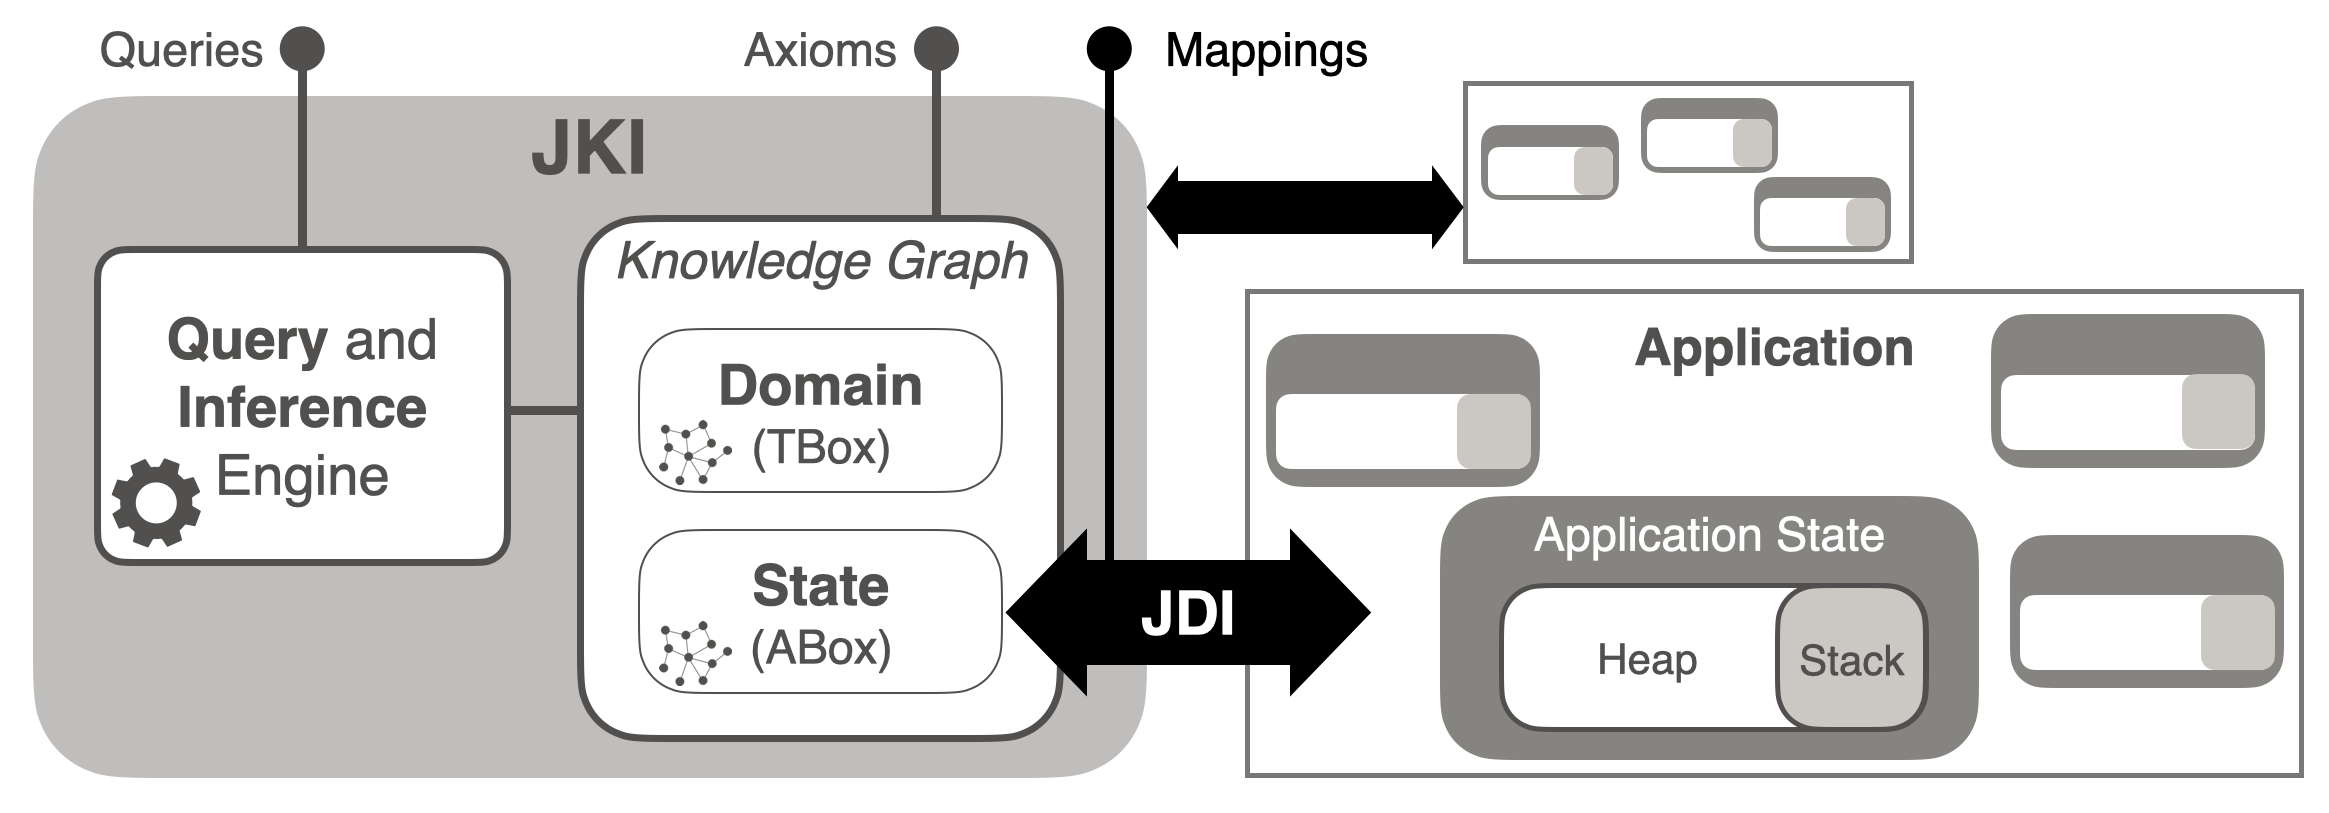 Queries
Axioms
Mappings
JKI
Knowledge Graph
Query and
Inference
Engine
Domain
(TBox)
State
(ABox)
JDI
Application
Application State
Heap
Stack